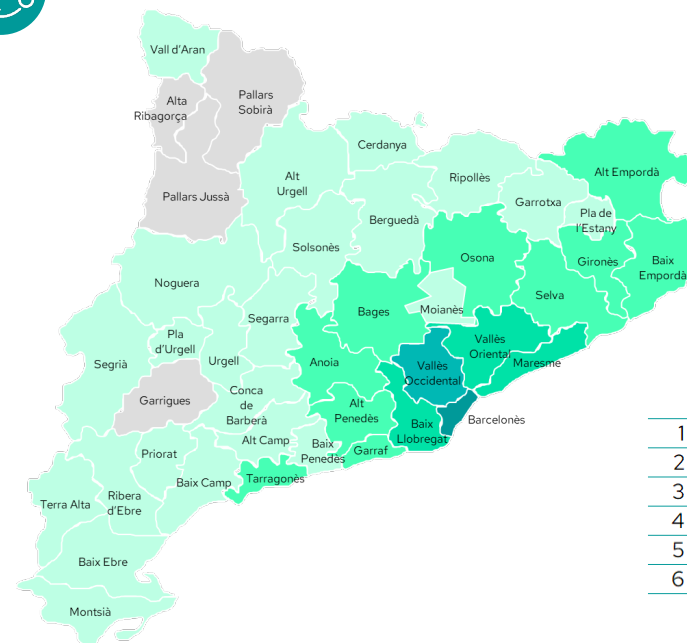 Vall d'Aran
Alta
Ribagorça
Pallars
Sobirà
Pallars Jussà
Alt
Urgell
Cerdanya
Ripollès
Alt Empordà
Garrotxa
Pla de
l'Estany
Berguedà
Solsonès
Osona
Gironès
Baix
Empordà
Noguera
Selva
Bages
Moianès
Segarra
Pla
d'Urgell
Urgell
Segrià
Anoia
Vallès
Oriental
Maresme
Vallès
Occidental
Garrigues
Conca
de
Barberà
Alt
Penedès
Baix
Llobregat
Barcelonès
Alt Camp
Baix
Penedès
Garraf
Priorat
Baix Camp
Tarragonès
Terra Alta
Ribera
d'Ebre
Baix Ebre
Montsià
1
2
3
4
5
6